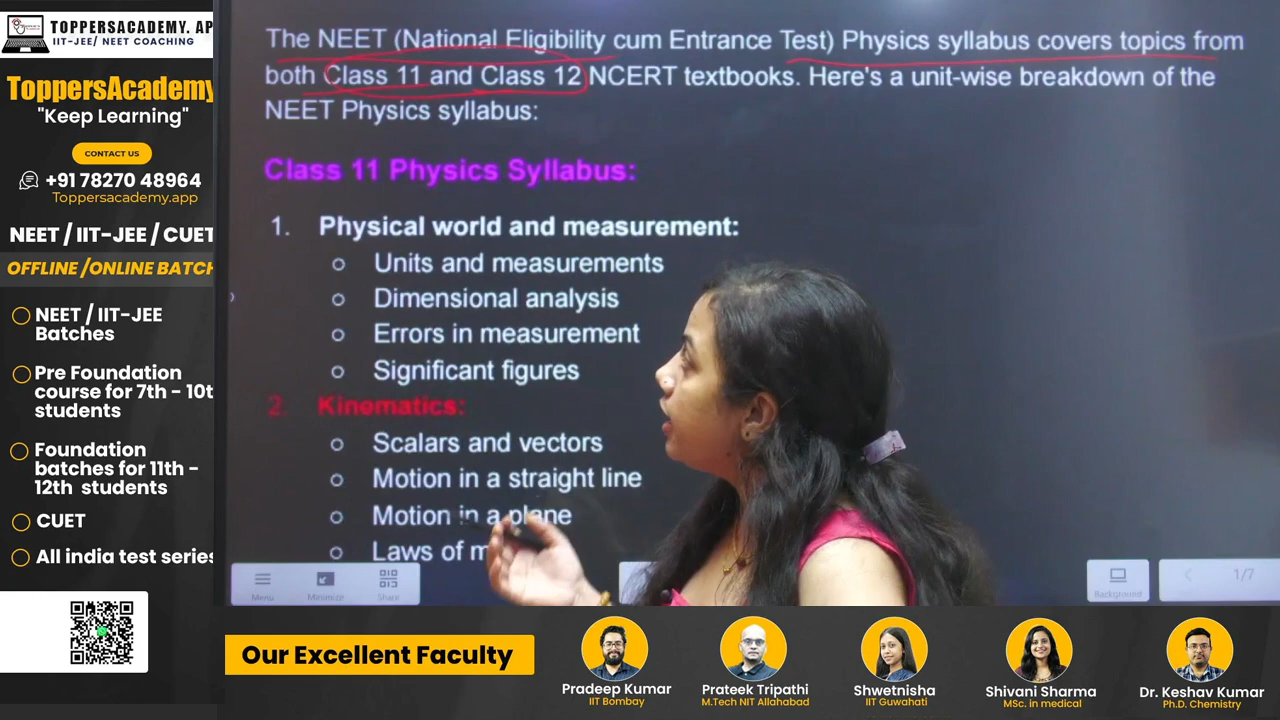 TOPPERSACADEMY. AP
IIT-JEE/ NEET COACHING
ToppersAcademy
"Keep Learning"
CONTACT US
+91 78270 48964
Toppersacademy.app
NEET / IIT-JEE / CUET
OFFLINE /ONLINE BATCH
NEET / IIT-JEE
Batches
Pre Foundation
course for 7th - 10t
students
Foundation
batches for 11th -
12th students
CUET
All india test series
The NEET (National Eligibility cum Entrance Test) Physics syllabus covers topics from
both Class 11 and Class 12 NCERT textbooks. Here's a unit-wise breakdown of the
NEET Physics syllabus:
Class 11 Physics Syllabus:
1. Physical world and measurement:
Units and measurements
Dimensional analysis
Errors in measurement
Significant figures
2. Kinematics:
Scalars and vectors
Motion in a straight line
Motion in a plane
Laws of m
Menu
Minimize
Share
Background
1/7
Our Excellent Faculty
Pradeep Kumar
IIT Bombay
Prateek Tripathi
M.Tech NIT Allahabad
Shwetnisha
IIT Guwahati
Shivani Sharma
MSc. in medical
Dr. Keshav Kumar
Ph.D. Chemistry